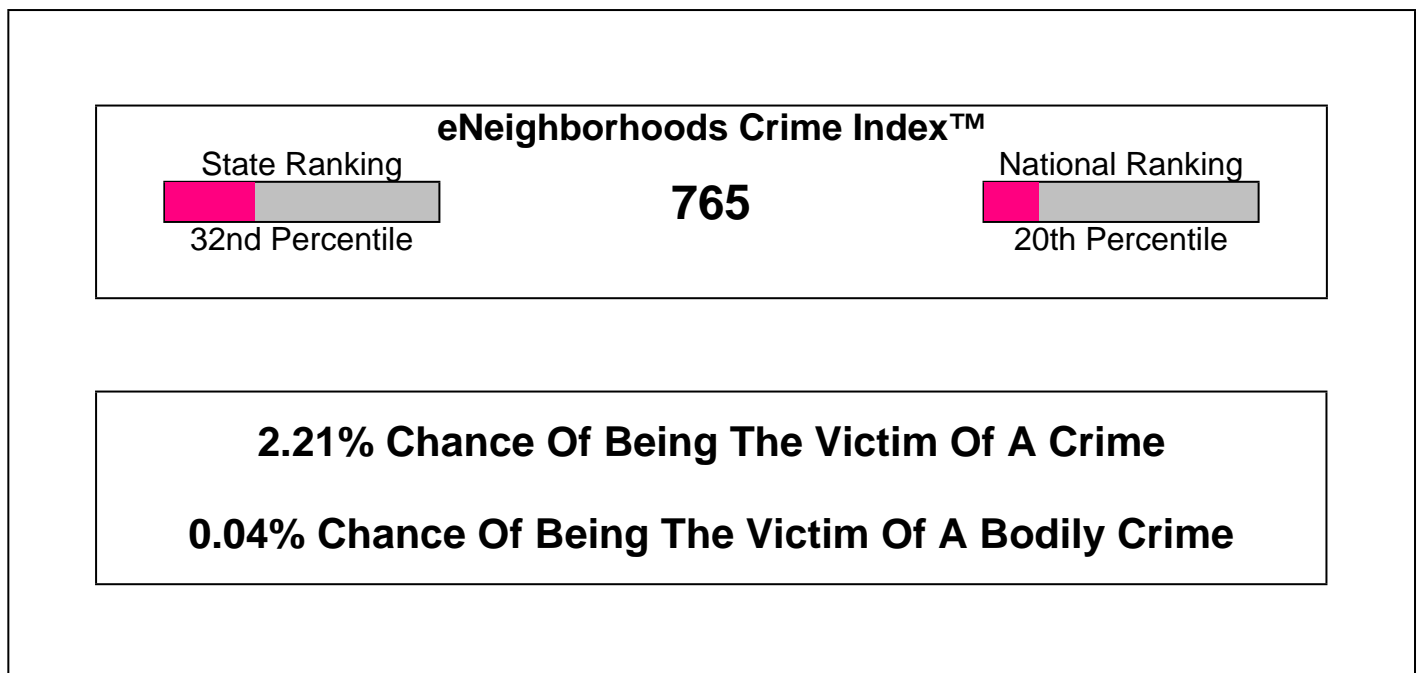 eNeighborhoods Crime Index™
State Ranking
32nd Percentile
765
National Ranking
20th Percentile
2.21% Chance Of Being The Victim Of A Crime
0.04% Chance Of Being The Victim Of A Bodily Crime